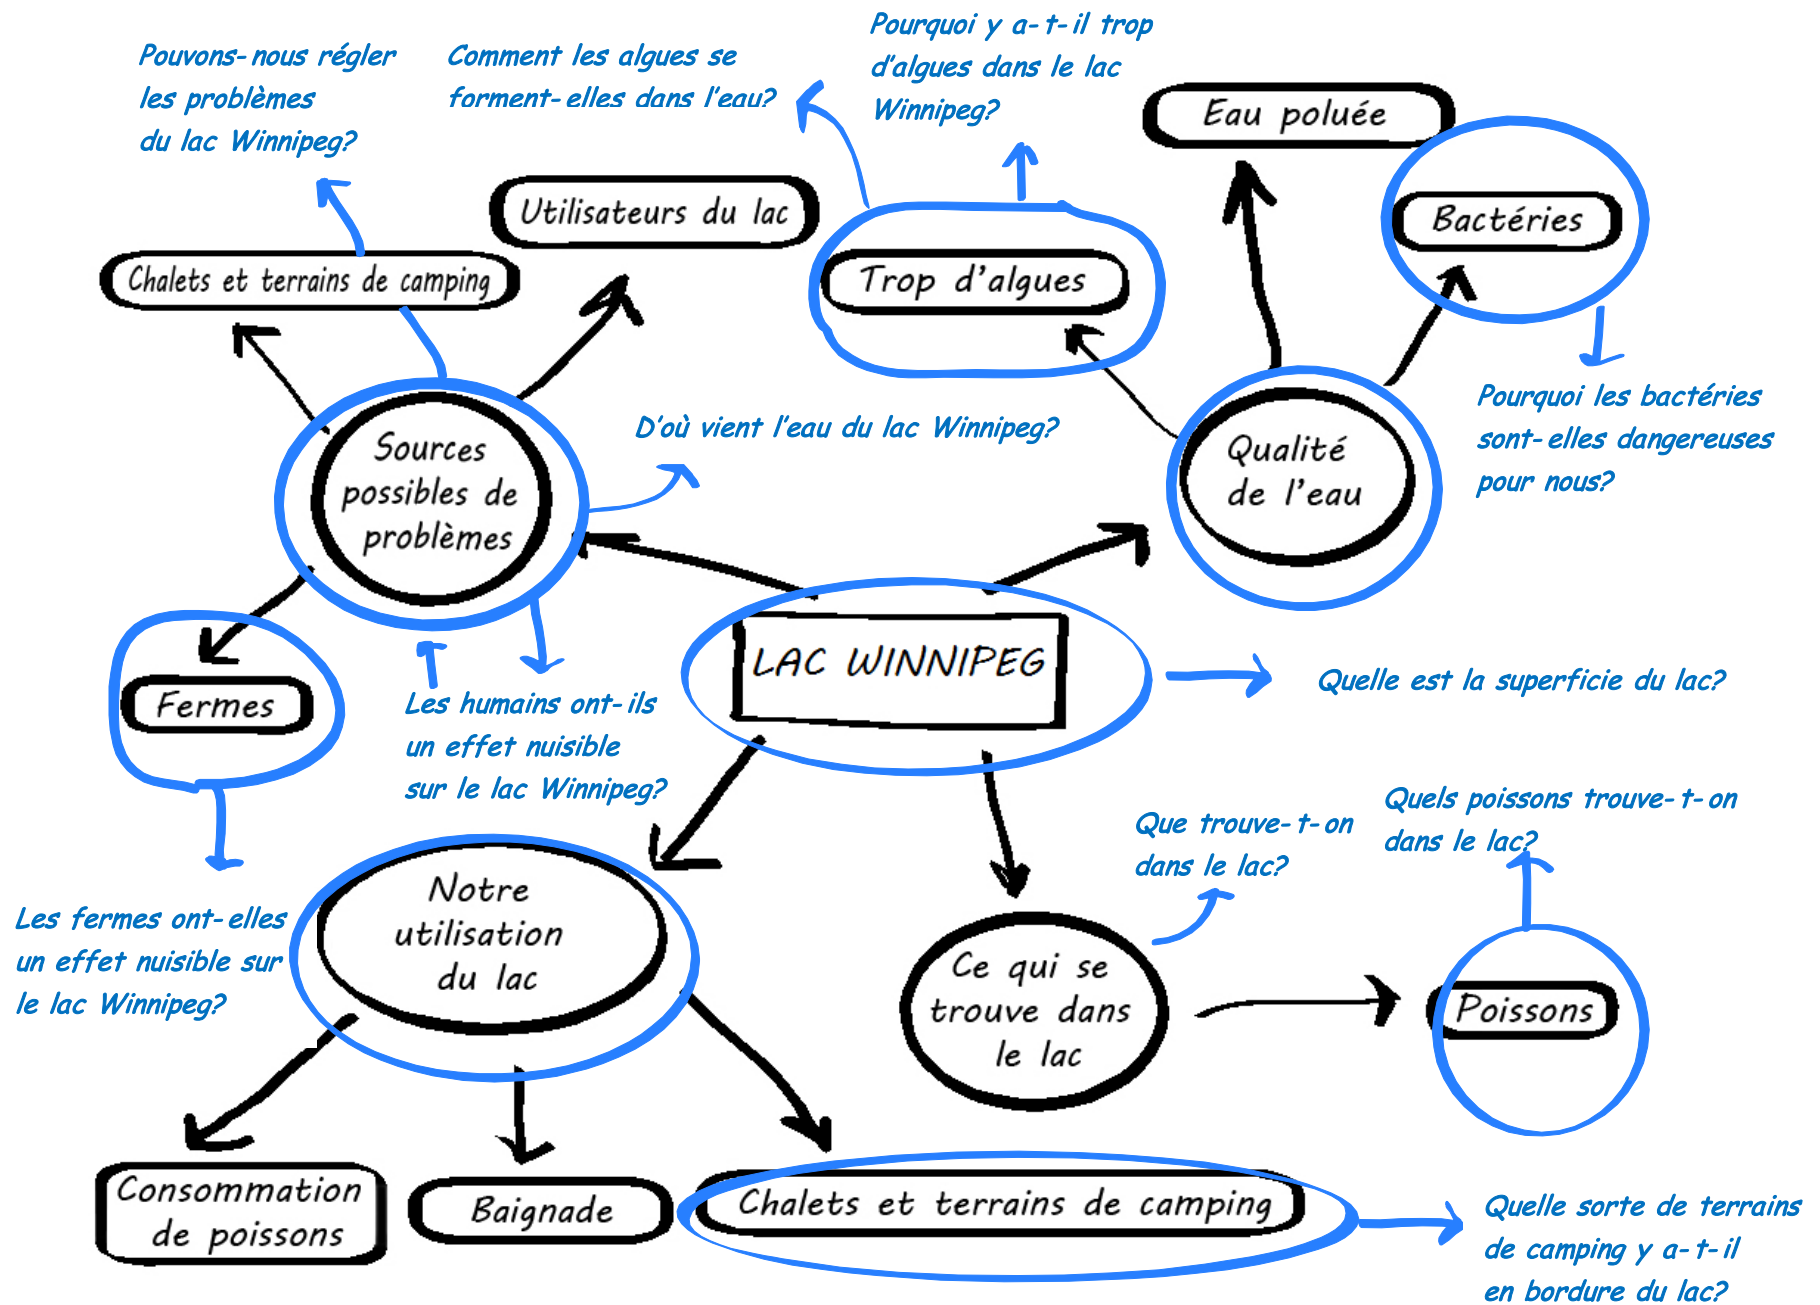 Pouvons-nous régler
les problèmes
du lac Winnipeg?
Comment les algues se
forment-elles dans l'eau?
Pourquoi y a-t-il trop
d'algues dans le lac
Winnipeg?
Eau poluée
Bactéries
Utilisateurs du lac
Chalets et terrains de camping
Trop d'algues
Pourquoi les bactéries
sont-elles dangereuses
pour nous?
D'où vient l'eau du lac Winnipeg?
Sources
possibles de
problèmes
Qualité
de l'eau
LAC WINNIPEG
Quelle est la superficie du lac?
Fermes
Les humains ont-ils
un effet nuisible
sur le lac Winnipeg?
Que trouve-t-on
dans le lac?
Quels poissons trouve-t-on
dans le lac?
Les fermes ont-elles
un effet nuisible sur
le lac Winnipeg?
Notre
utilisation
du lac
Ce qui se
trouve dans
le lac
Poissons
Consommation
de poissons
Baignade
Chalets et terrains de camping
Quelle sorte de terrains
de camping y a-t-il
en bordure du lac?